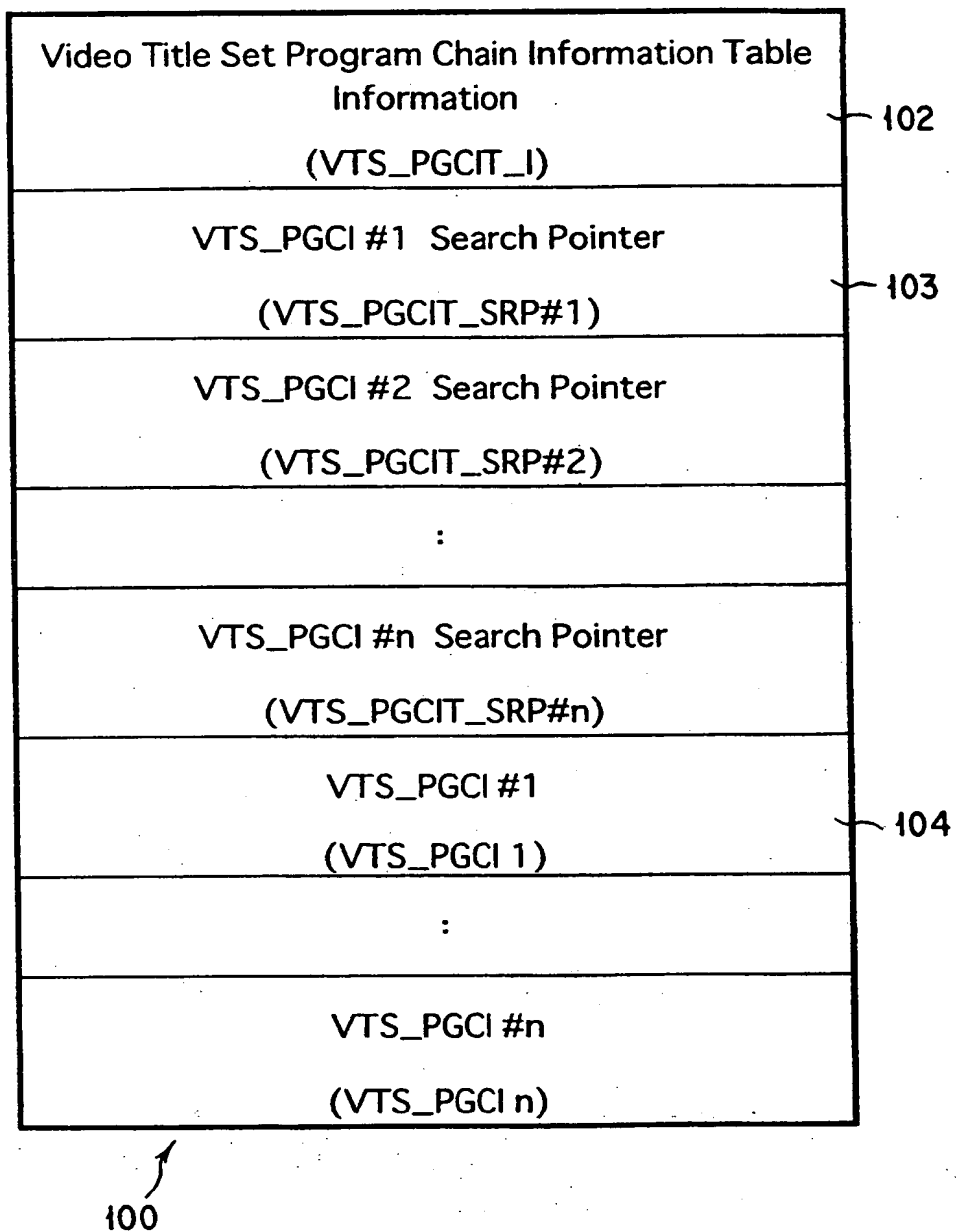 Video Title Set Program Chain Information Table
Information
(VTS_PGCIT_I)
102
VTS_PGCI #1 Search Pointer
(VTS_PGCIT_SRP#1)
103
VTS_PGCI #2 Search Pointer
(VTS_PGCIT_SRP#2)
:
VTS_PGCI #n Search Pointer
(VTS_PGCIT_SRP#n)
VTS_PGCI #1
(VTS_PGCI 1)
104
:
VTS_PGCI #n
(VTS_PGCI n)
100